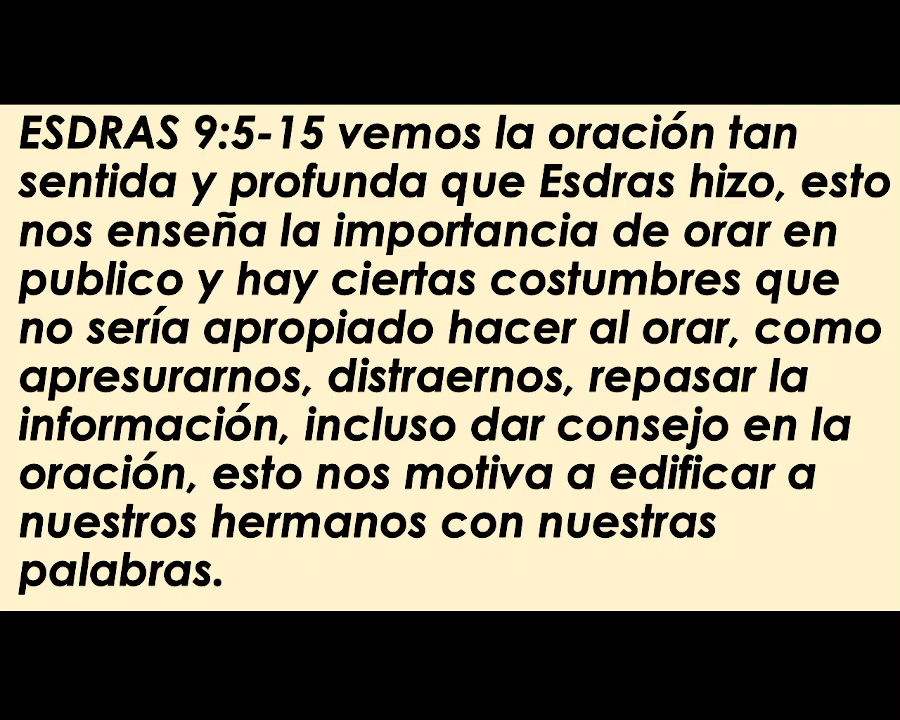 ESDRAS 9:5-15 vemos la oración tan
sentida y profunda que Esdras hizo, esto
nos enseña la importancia de orar en
publico y hay ciertas costumbres que
no sería apropiado hacer al orar, como
apresurarnos, distraernos, repasar la
información, incluso dar consejo en la
oración, esto nos motiva a edificar a
nuestros hermanos con nuestras
palabras.